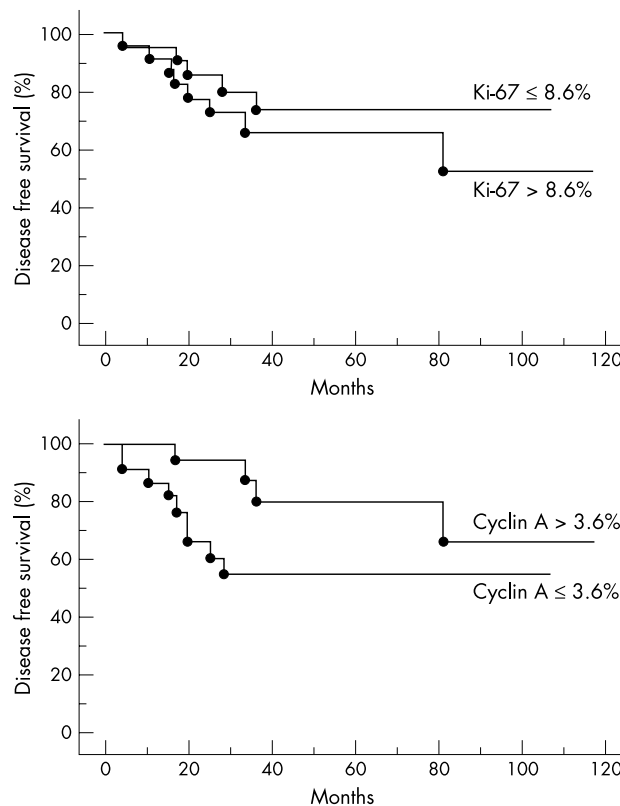 100
80
60
40
20
0
Disease free survival (%)
Ki-67 ≤ 8.6%
Ki-67 > 8.6%
0 20 40 60 80 100 120
Months
100
80
60
40
20
0
Disease free survival (%)
Cyclin A > 3.6%
Cyclin A ≤ 3.6%
0 20 40 60 80 100 120
Months